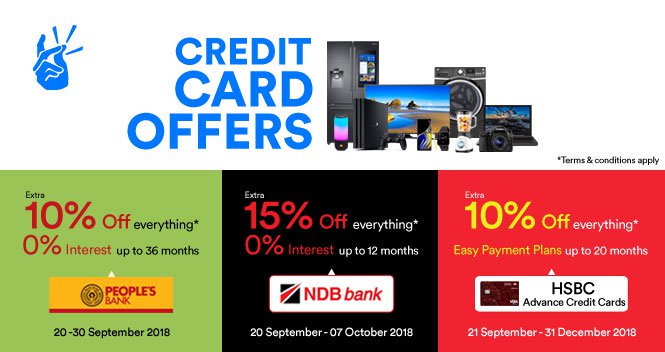 CREDIT
CARD
OFFERS
*Terms & conditions apply
Extra
10% Off everything*
0% Interest up to 36 months
PEOPLE'S
BANK
20 -30 September 2018
Extra
15% Off everything*
0% Interest up to 12 months
NDB bank
20 September - 07 October 2018
Extra
10% Off everything*
Easy Payment Plans up to 20 months
HSBC
Advance Credit Cards
21 September - 31 December 2018